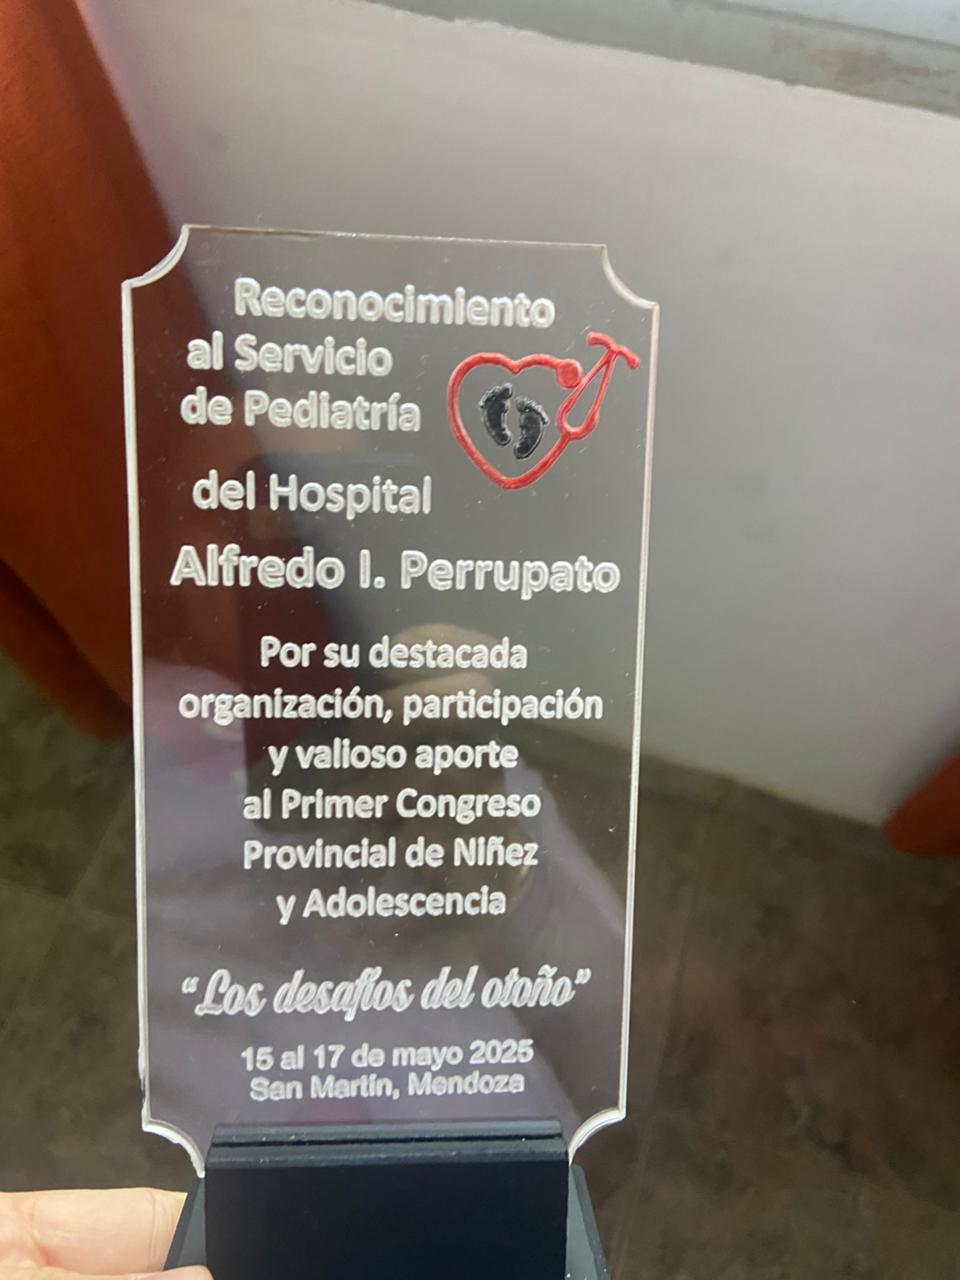 Reconocimiento
al Servicio
de Pediatría
del Hospital
Alfredo I. Perrupato
Por su destacada
organización, participación
y valioso aporte
al Primer Congreso
Provincial de Niñez
y Adolescencia
“Los desafíos del otoño”
15 al 17 de mayo 2025
San Martín, Mendoza